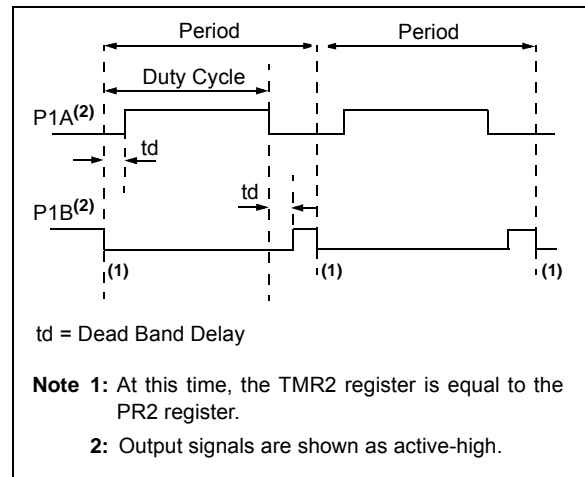 Period Period
Duty Cycle
P1A(2)
td
td
P1B(2)
(1) (1) (1)
td = Dead Band Delay
Note 1: At this time, the TMR2 register is equal to the
PR2 register.
2: Output signals are shown as active-high.